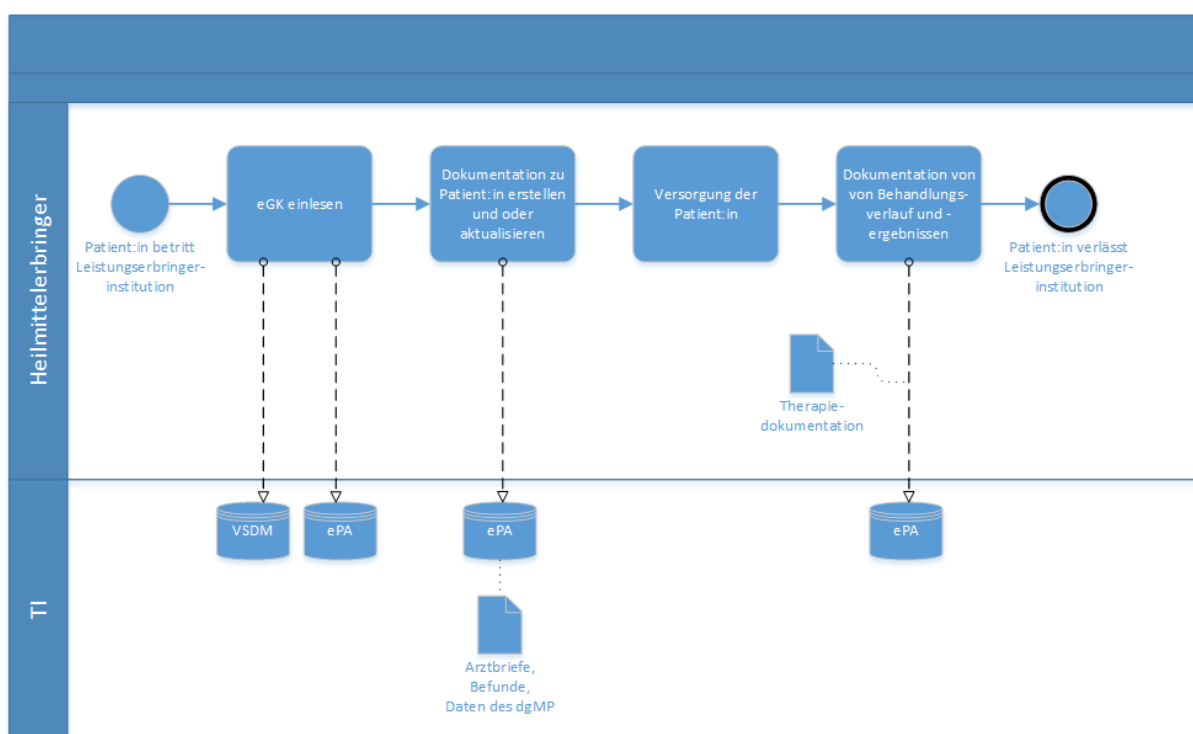 Heilmittelerbringer
Patient:in betritt
Leistungserbringer-
institution
eGK einlesen
Dokumentation zu
Patient:in erstellen
und oder
aktualisieren
Versorgung der
Patient:in
Dokumentation von
von Behandlungs-
verlauf und -
ergebnissen
Patient:in verlässt
Leistungserbringer-
institution
Therapie-
dokumentation
TI
VSDM
ePA
ePA
ePA
Arztbriefe,
Befunde,
Daten des dgMP